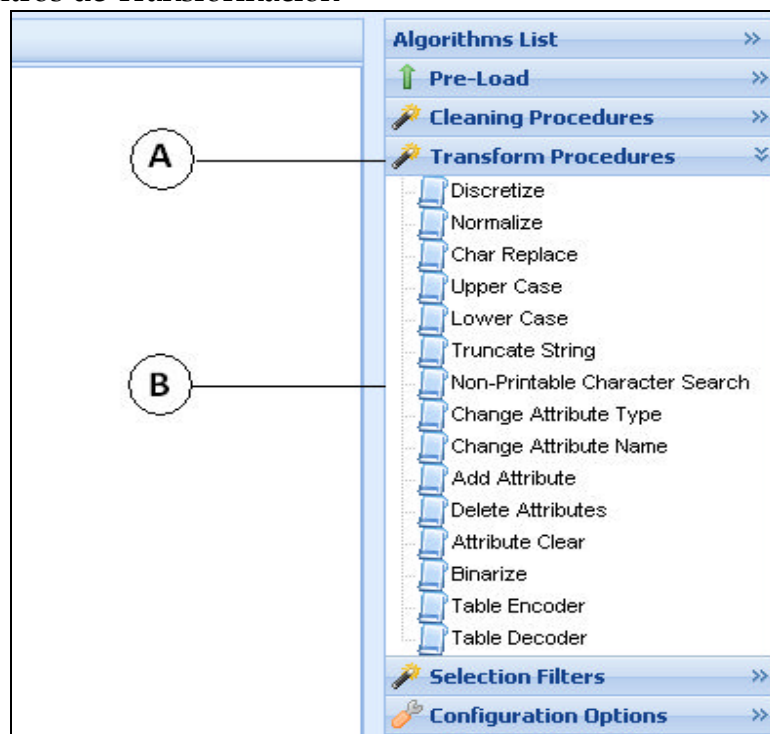 de Transformación
Algorithms List
Pre-Load
Cleaning Procedures
A
Transform Procedures
Discretize
Normalize
Char Replace
Upper Case
Lower Case
Truncate String
B
Non-Printable Character Search
Change Attribute Type
Change Attribute Name
Add Attribute
Delete Attributes
Attribute Clear
Binarize
Table Encoder
Table Decoder
Selection Filters
Configuration Options